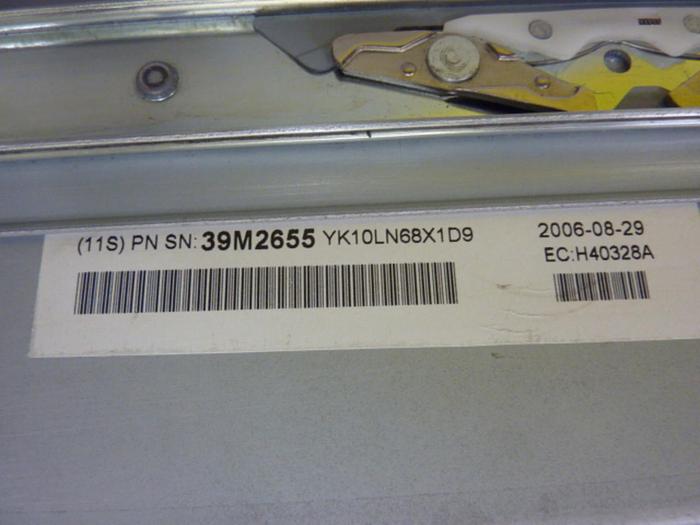 (11S) PN SN: 39M2655 YK10LN68X1D9
2006-08-29
EC:H40328A